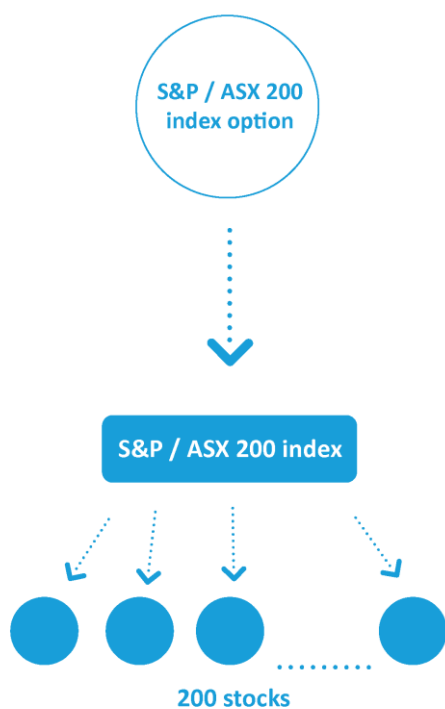 S&P / ASX 200
index option
S&P / ASX 200 index
200 stocks